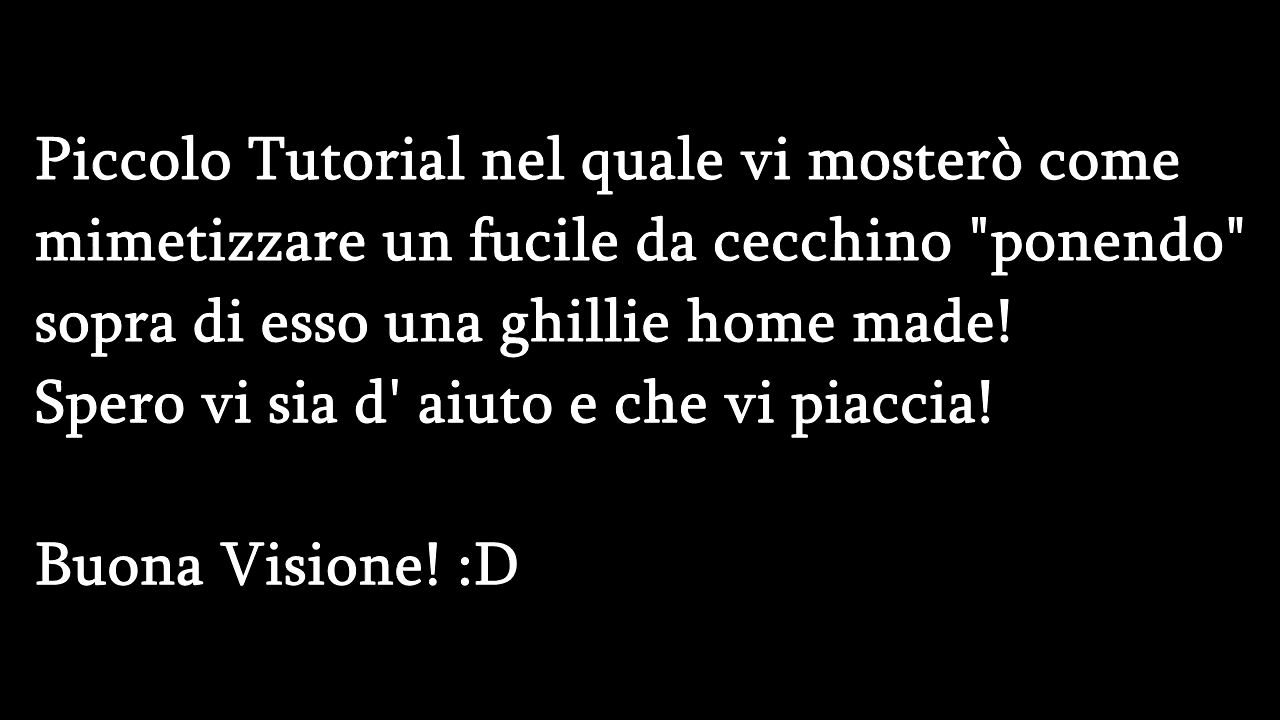 Piccolo Tutorial nel quale vi mosterò come
mimetizzare un fucile da cecchino "ponendo"
sopra di esso una ghillie home made!
Spero vi sia d' aiuto e che vi piaccia!
Buona Visione! :D